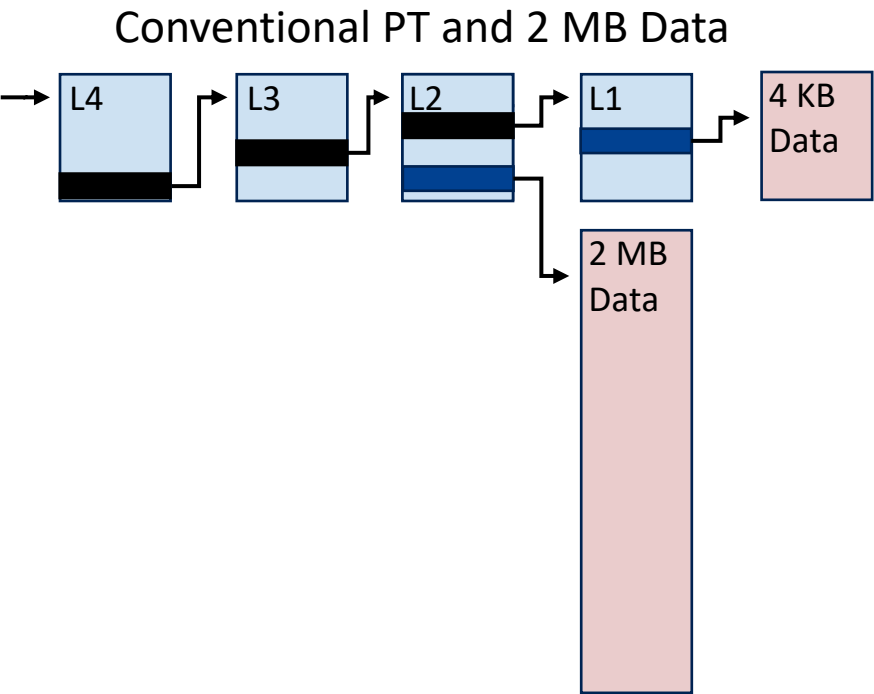 Conventional PT and 2 MB Data
L4
L3
L2
L1
4 KB
Data
2 MB
Data